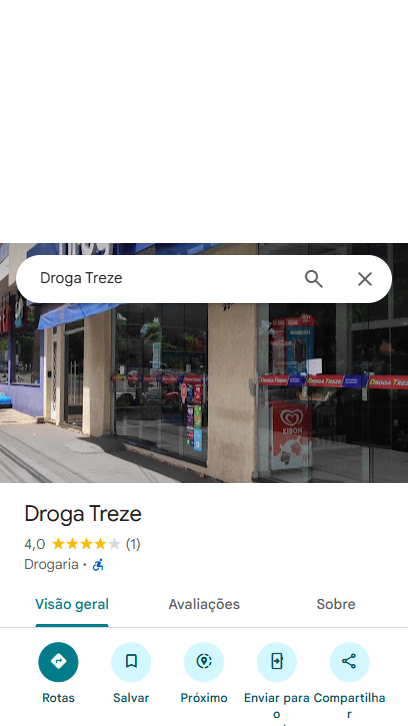 Droga Treze
DROGA TREZE
DROGA TREZE
DROGA TREZE
KIBON
Droga Treze
4,0 (1)
Drogaria ·
Visão geral Avaliações Sobre
Rotas Salvar Próximo Enviar para o Compartilhar